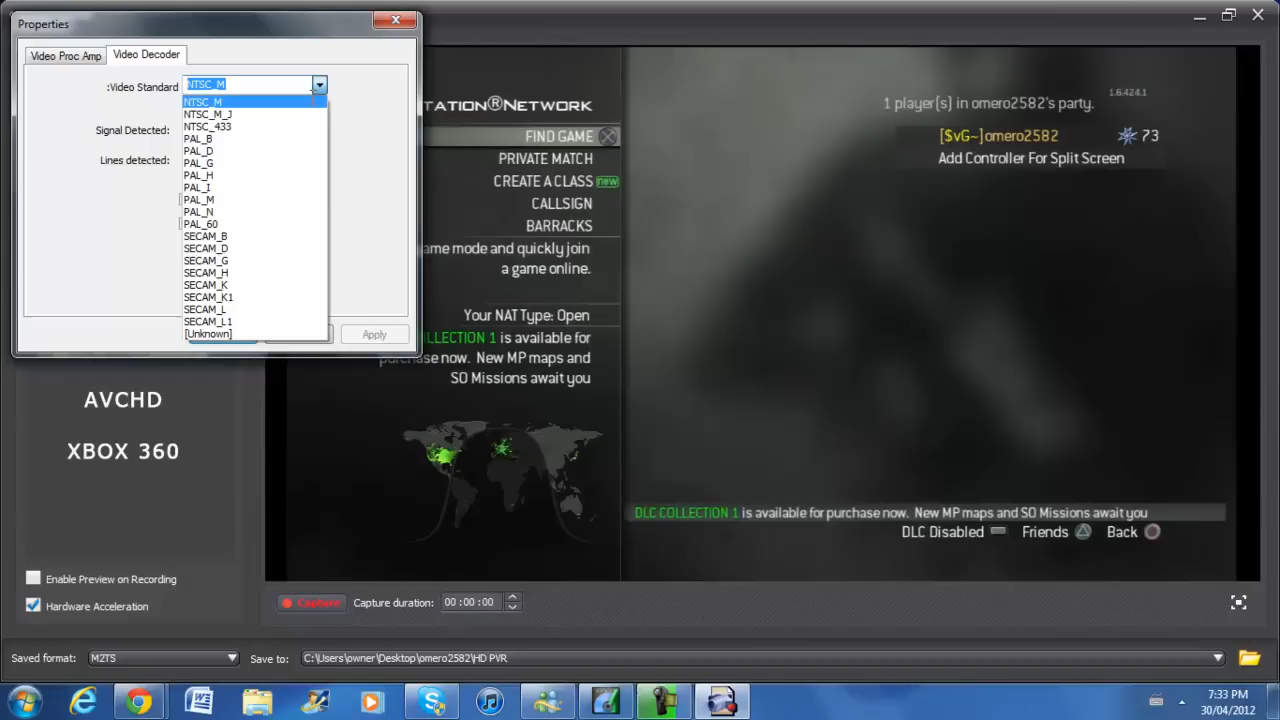 Properties
Video Proc Amp
Video Decoder
:Video Standard
NTSC_M
NTSC_M
NTSC_M_J
NTSC_433
PAL_B
PAL_D
PAL_G
PAL_H
PAL_I
PAL_M
PAL_N
PAL_60
SECAM_B
SECAM_D
SECAM_G
SECAM_H
SECAM_K
SECAM_K1
SECAM_L
SECAM_L1
[Unknown]
Signal Detected:
Lines detected:
Apply
AVCHD
XBOX 360
Enable Preview on Recording
Hardware Acceleration
TATION®NETWORK
FIND GAME
PRIVATE MATCH
CREATE A CLASS new
CALLSIGN
BARRACKS
ame mode and quickly join
a game online.
Your NAT Type: Open
COLLECTION 1 is available for
purchase now. New MP maps and
SO Missions await you
1.6.424.1
1 player(s) in omero2582's party.
[$vG~]omero2582 73
Add Controller For Split Screen
DLC COLLECTION 1 is available for purchase now. New MP maps and SO Missions await you
DLC Disabled Friends Back
Capture
Capture duration: 00:00:00
Saved format: M2TS
Save to: C:\Users\owner\Desktop\omero2582\HD PVR
7:33 PM
30/04/2012